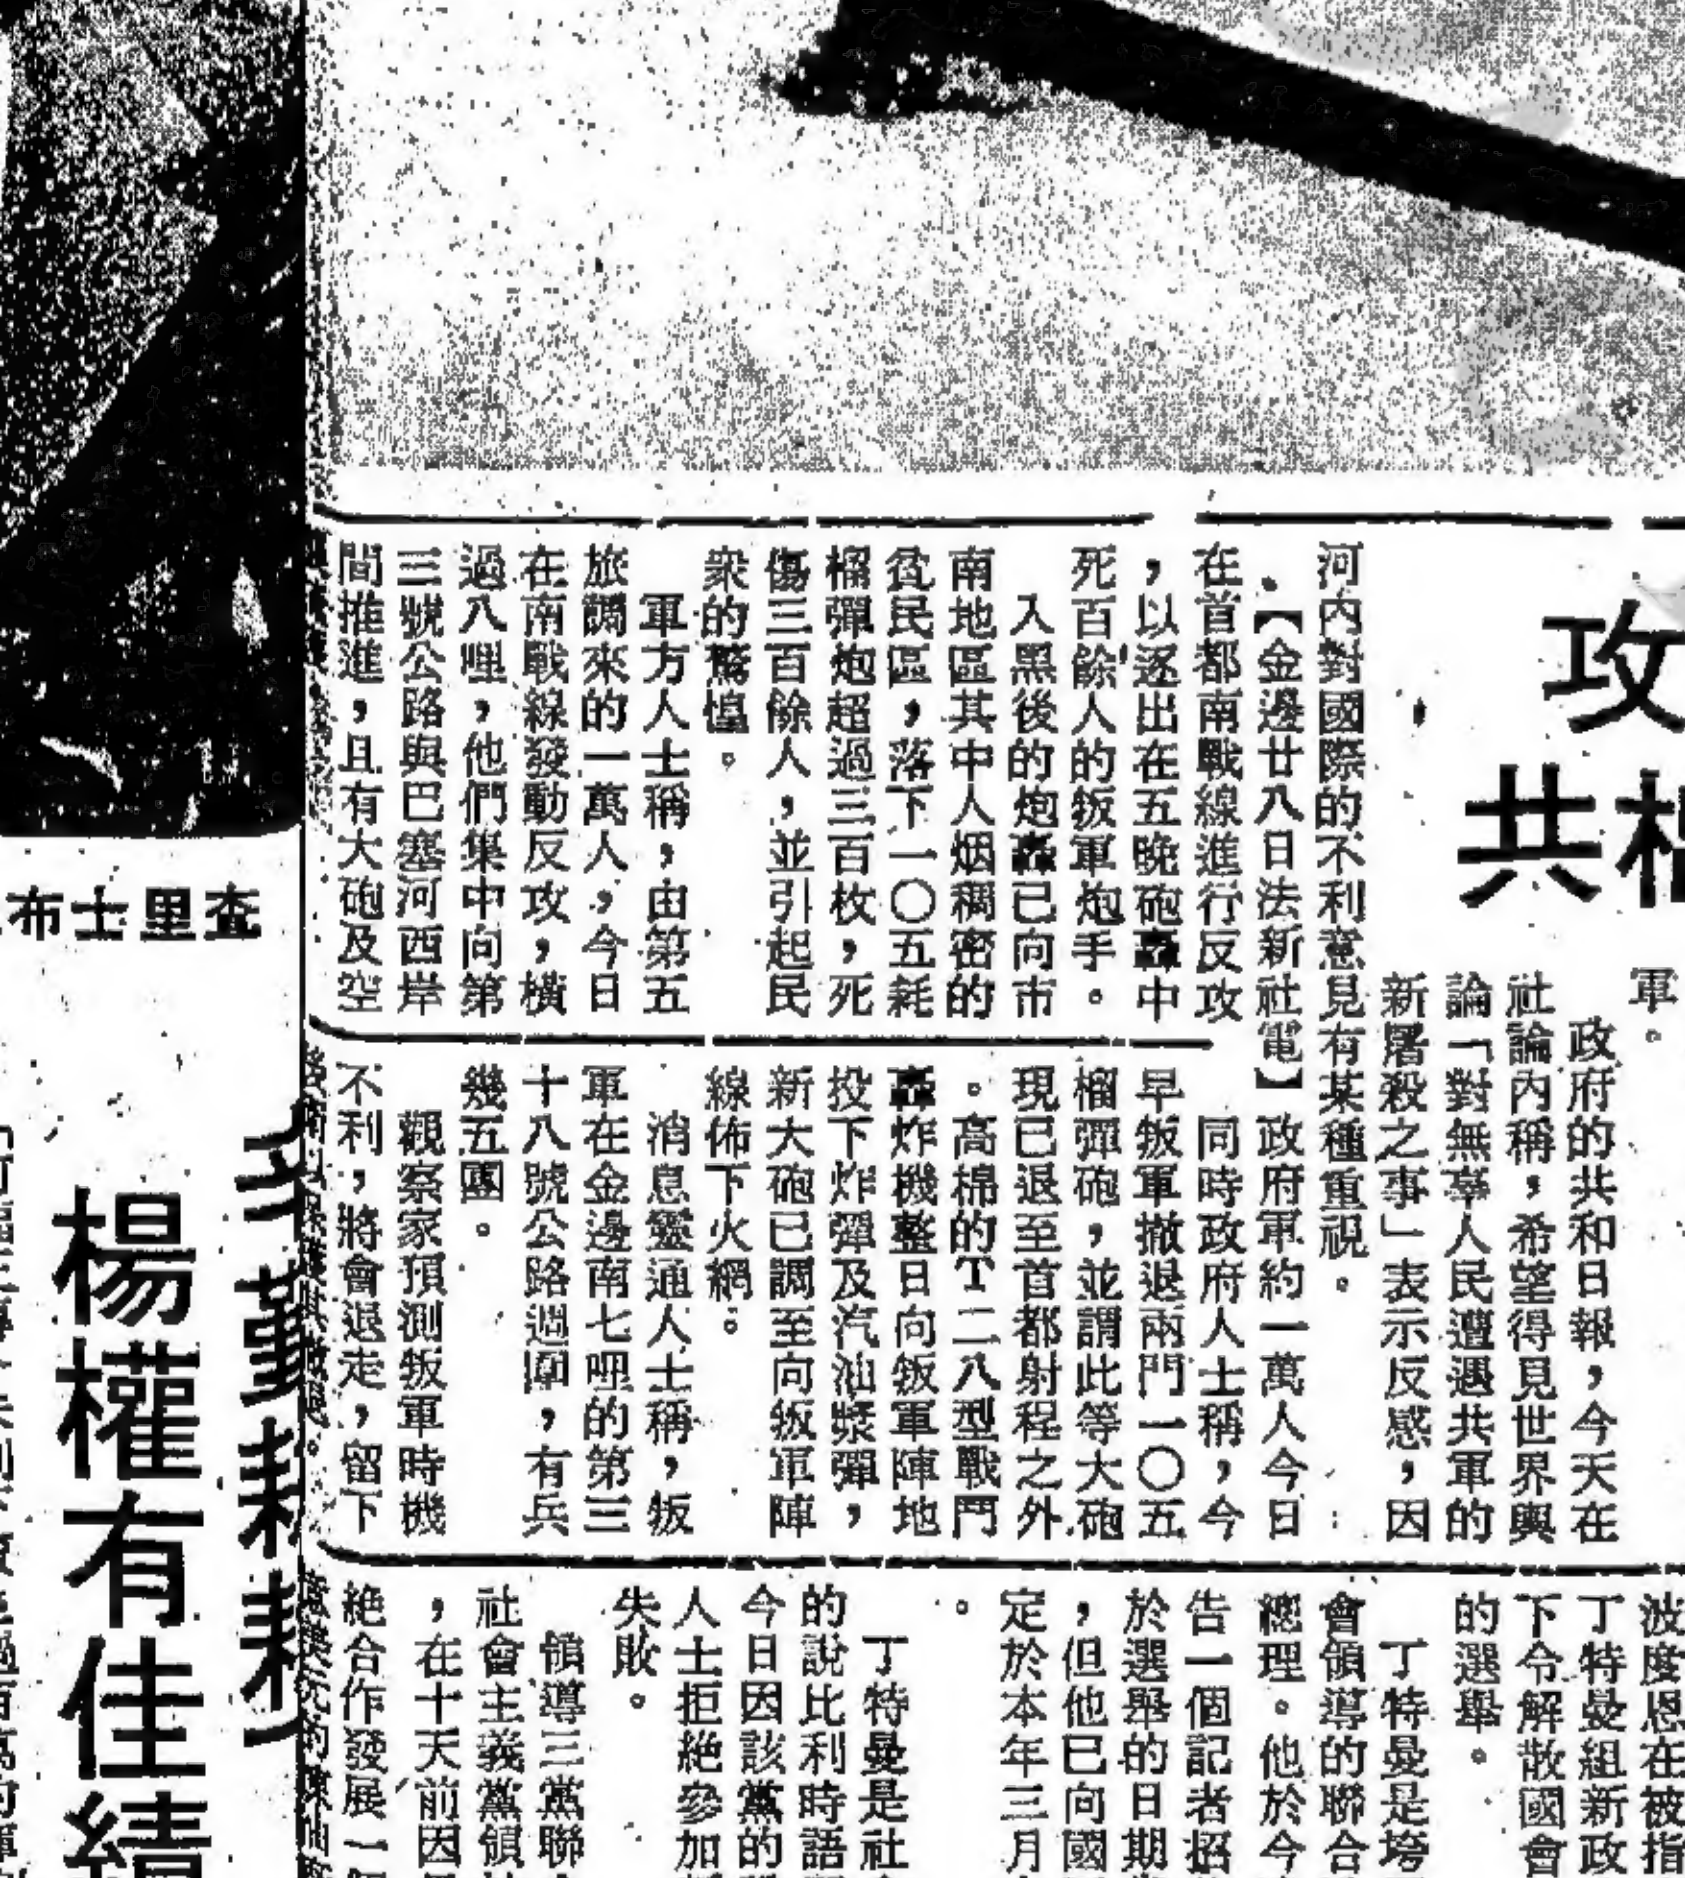 攻
共
軍。
政府的共和日報，今天在
社論內稱，希望得見世界與
論「對無辜人民遭遇共軍的
新屠殺之事」表示反感，因
河內對國際的不利意見有某種重視。
【金邊廿八日法新社電】政府軍約一萬人今日
在首都南戰線進行反攻
，以逐出在五晚砲轟中
死百餘人的叛軍炮手。
入黑後的炮轟已向市
南地區其中人烟稠密的
貧民區，落下一〇五耗
榴彈炮超過三百枚，死
傷三百餘人，並引起民
衆的驚惶。
軍方人士稱，由第五
旅調來的一萬人，今日
在南戰線發動反攻，橫
過八哩，他們集中向第
三號公路與巴塞河西岸
間推進，且有大砲及空
同時政府人士稱，今
早叛軍撤退兩門一〇五
榴彈砲，並謂此等大砲
現已退至首都射程之外
。高棉的T二八型戰鬥
轟炸機整日向叛軍陣地
投下炸彈及汽油漿彈，
新大砲已調至向叛軍陣
線佈下火網。
消息靈通人士稱，叛
軍在金邊南七哩的第三
十八號公路週圍，有兵
幾五團。
觀察家預測叛軍時機
不利，將會退走，留下
波度恩在被指
丁特曼組新政
下令解散國會
的選舉。
丁特曼是垮
會領導的聯合
總理。他於今
告一個記者招
於選舉的日期
，但他已向國
定於本年三月
。
丁特曼是社
的說比利時語
今日因該黨的
人士拒絕參加
失敗。
領導三黨聯
社會主義黨領
，在十天前因
絕合作發展一
查里士布
楊權有佳績